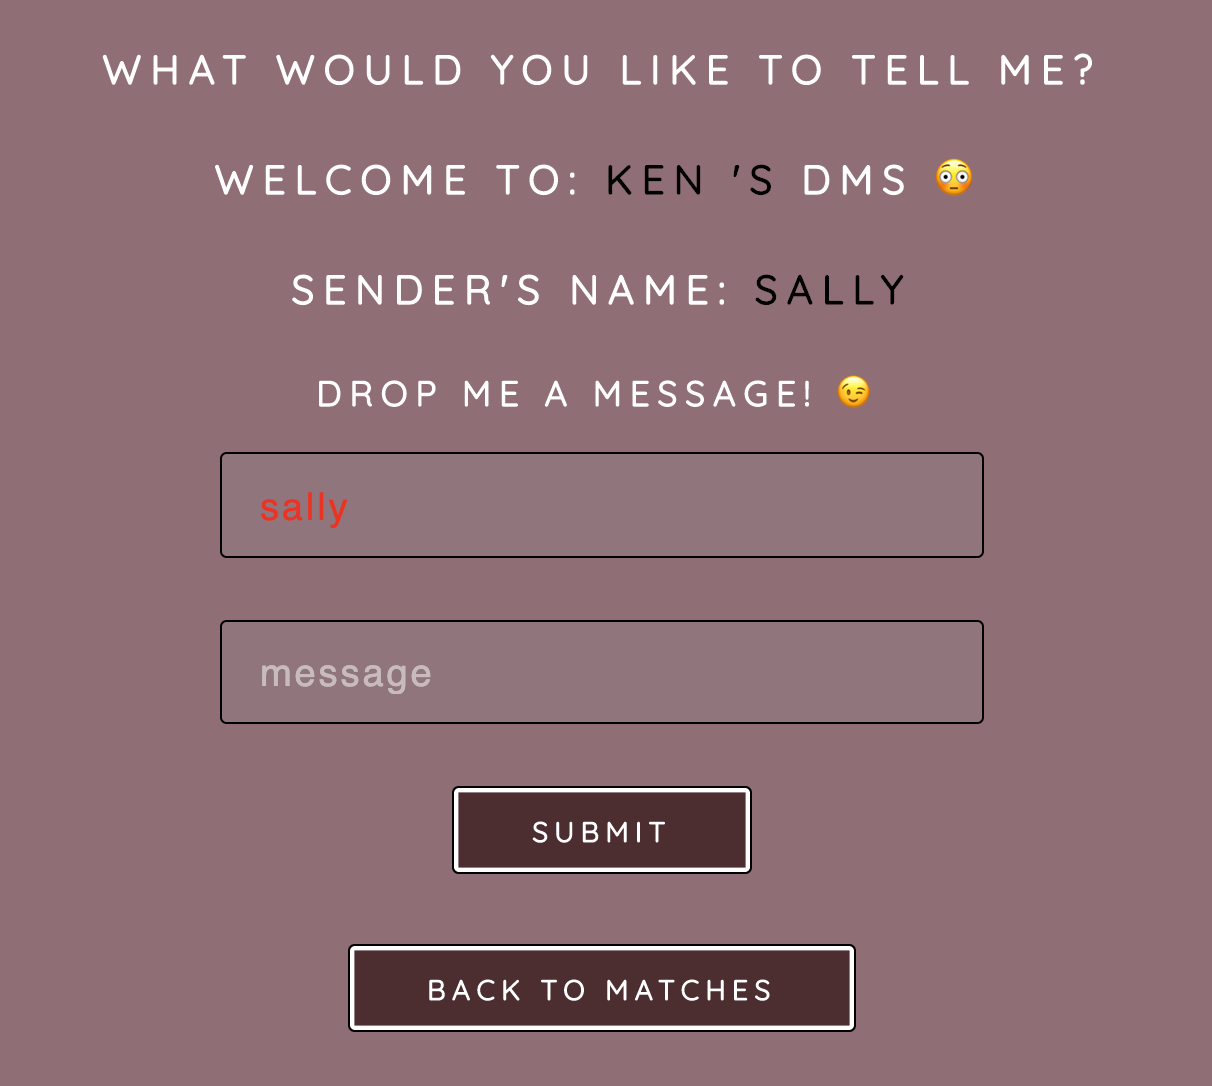 WHAT WOULD YOU LIKE TO TELL ME?
WELCOME TO: KEN 'S DMS 😳
SENDER'S NAME: SALLY
DROP ME A MESSAGE! 😉
sally
message
SUBMIT
BACK TO MATCHES